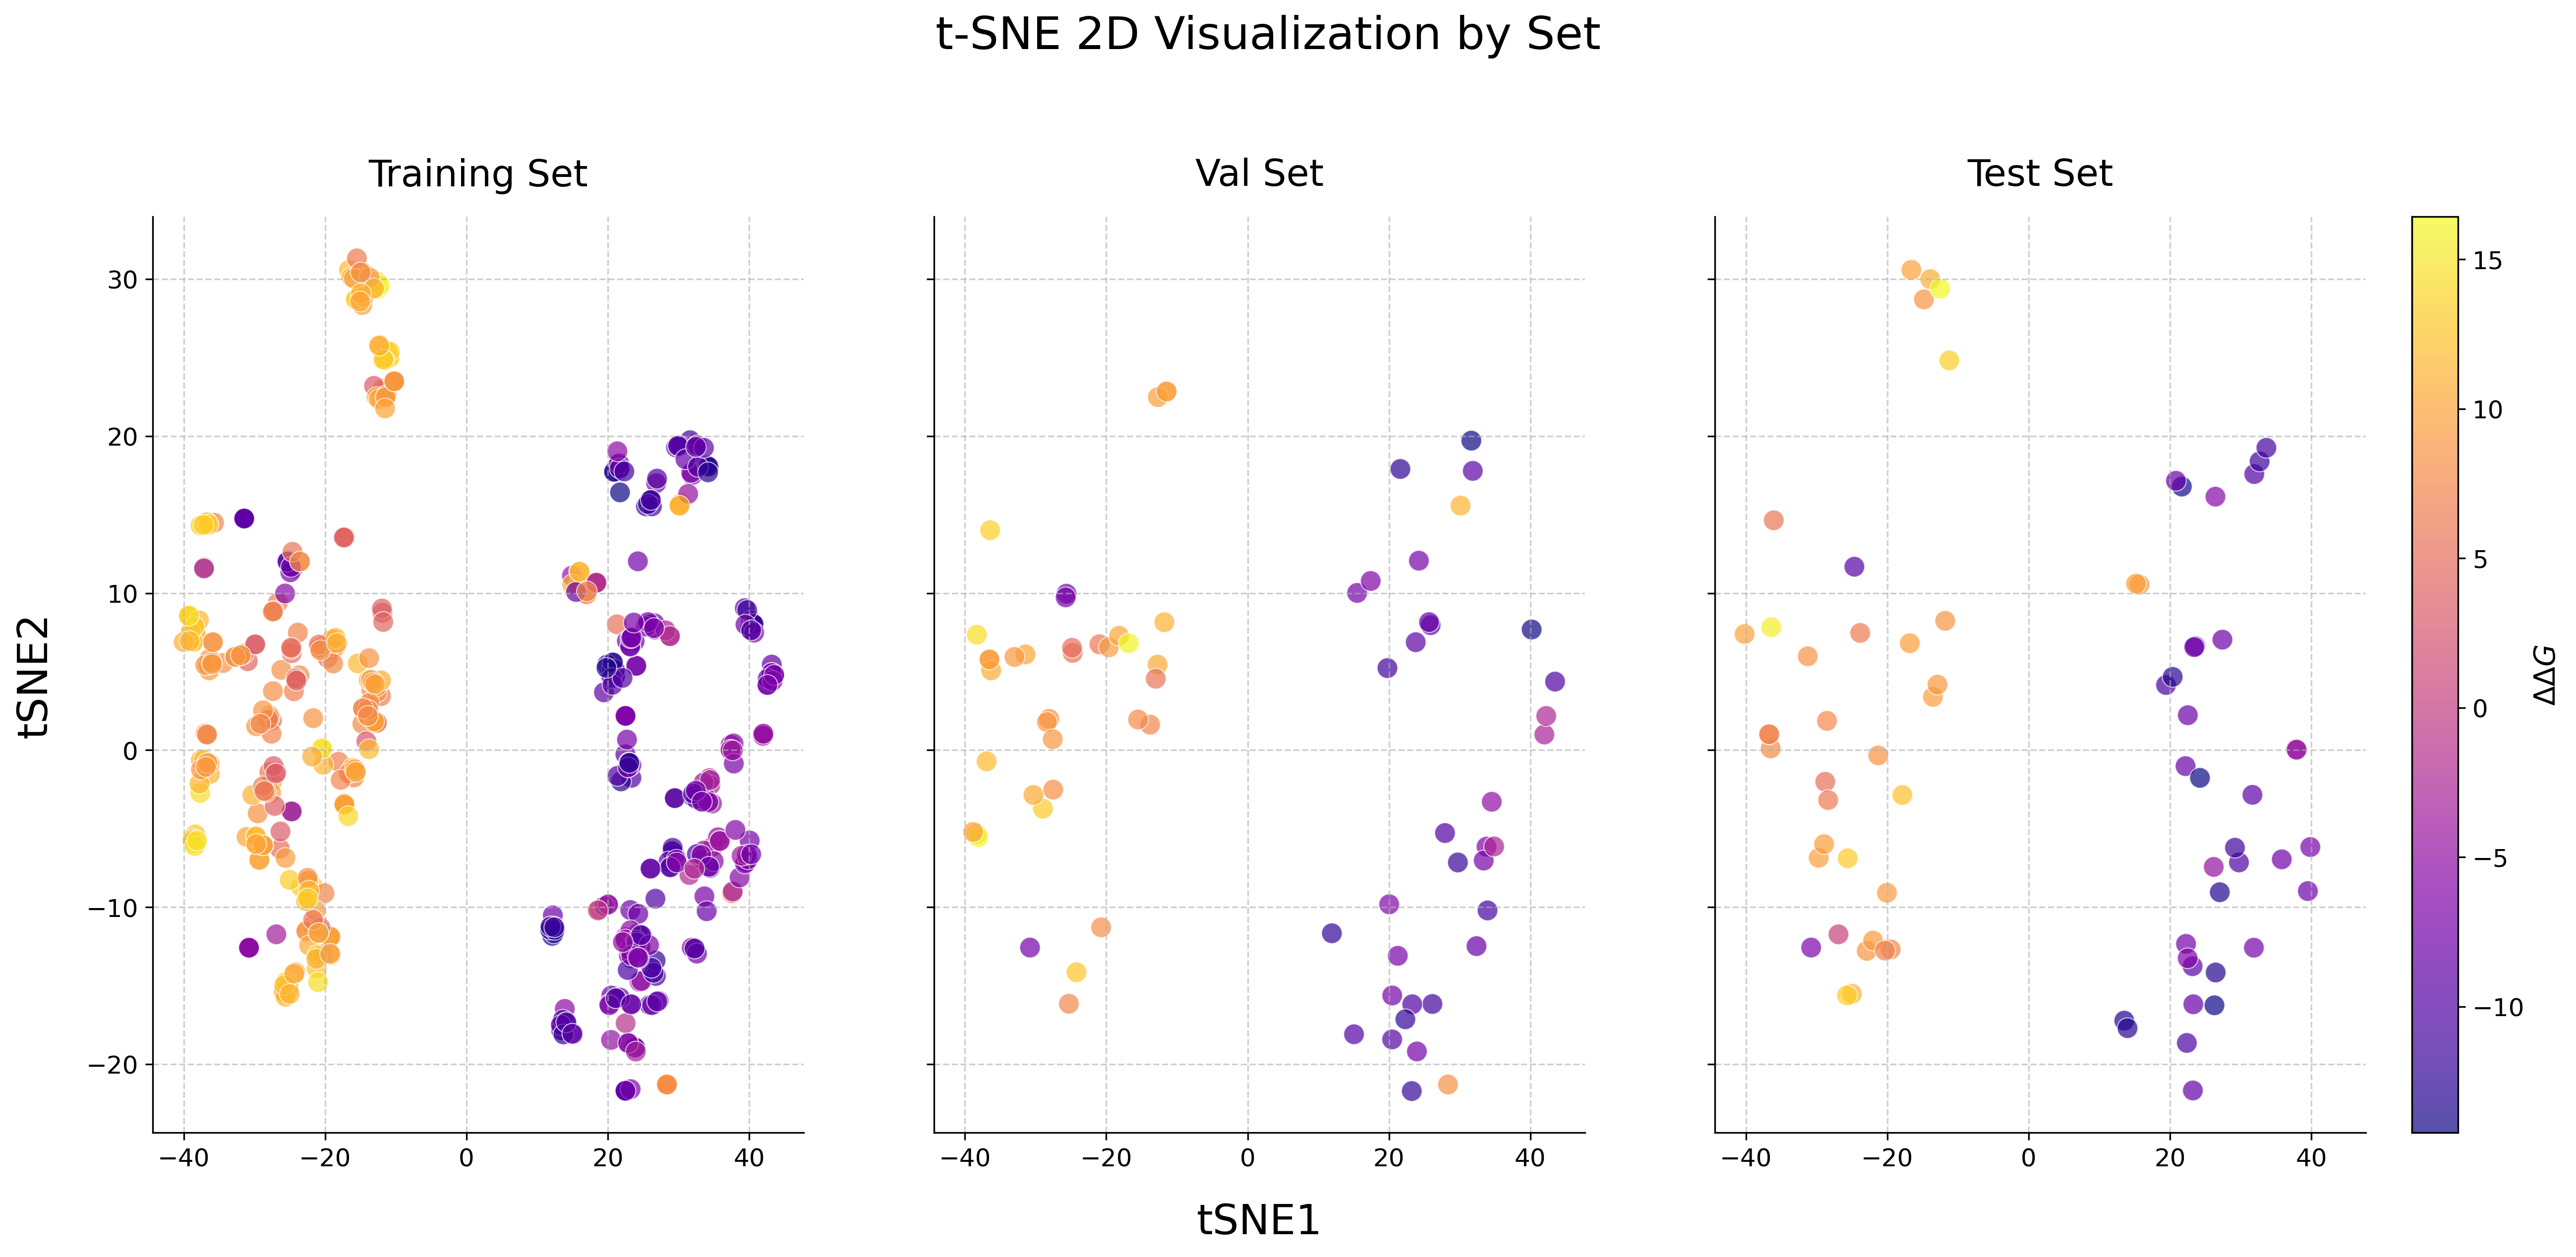 t-SNE 2D Visualization by Set
Training Set
Val Set
Test Set
tSNE2
30
20
10
0
−10
−20
−40 −20 0 20 40
−40 −20 0 20 40
−40 −20 0 20 40
tSNE1
15
10
5
0
−5
−10
ΔΔG